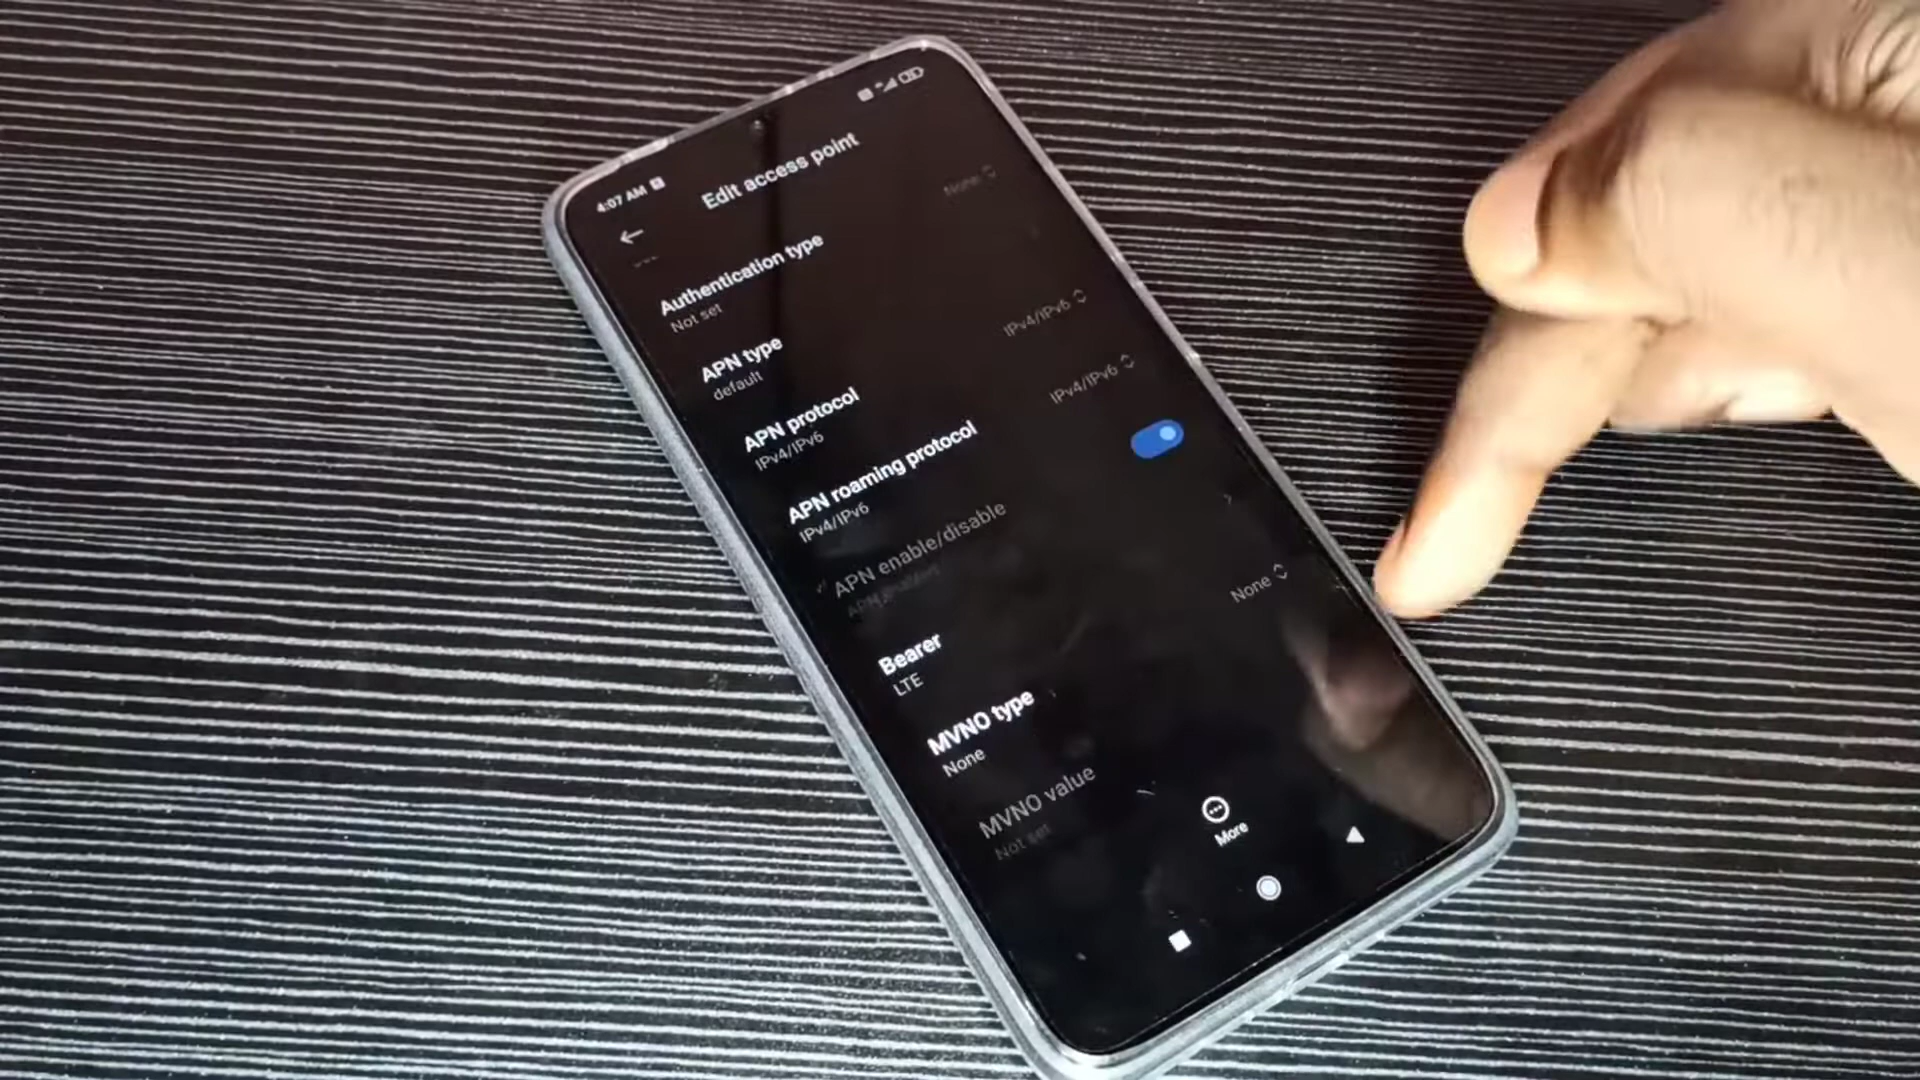 4:07 AM
Edit access point
None
Authentication type
Not set
APN type
default
APN protocol
IPv4/IPv6
IPv4/IPv6
APN roaming protocol
IPv4/IPv6
IPv4/IPv6
APN enable/disable
APN enabled
Bearer
LTE
MVNO type
None
None
MVNO value
Not set
More